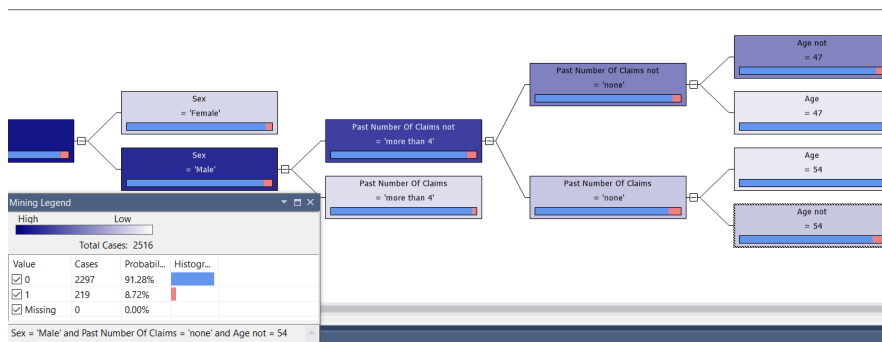 Age not
= 47
Past Number Of Claims not
= 'none'
Sex
= 'Female'
Age
= 47
Past Number Of Claims not
= 'more than 4'
Sex
= 'Male'
Age
= 54
Past Number Of Claims
= 'more than 4'
Past Number Of Claims
= 'none'
Age not
= 54
Mining Legend
High Low
Total Cases: 2516
Value Cases Probabil... Histogr...
0 2297 91.28%
1 219 8.72%
Missing 0 0.00%
Sex = 'Male' and Past Number Of Claims = 'none' and Age not = 54